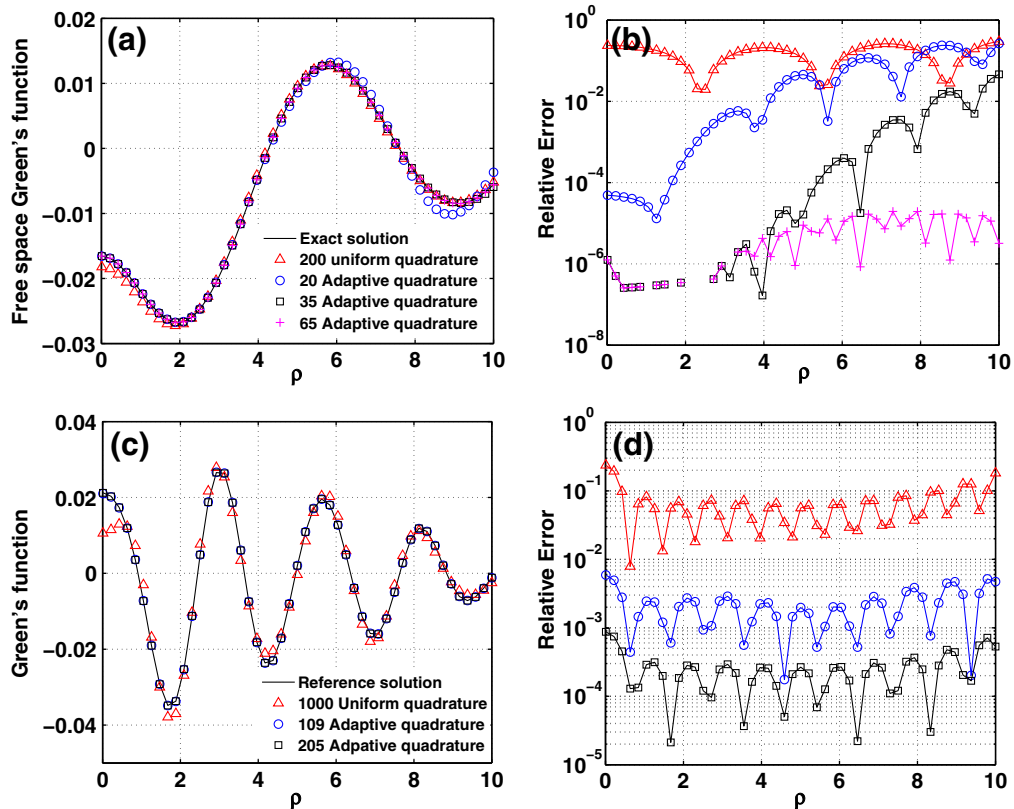 (a)
Free space Green's function
0.02
0.01
0
−0.01
−0.02
−0.03
Exact solution
200 uniform quadrature
20 Adaptive quadrature
35 Adaptive quadrature
65 Adaptive quadrature
0 2 4 6 8 10
ρ
(b)
Relative Error
10^0
10^−2
10^−4
10^−6
10^−8
0 2 4 6 8 10
ρ
(c)
Green's function
0.04
0.02
0
−0.02
−0.04
Reference solution
1000 Uniform quadrature
109 Adaptive quadrature
205 Adpative quadrature
0 2 4 6 8 10
ρ
(d)
Relative Error
10^0
10^−1
10^−2
10^−3
10^−4
10^−5
0 2 4 6 8 10
ρ